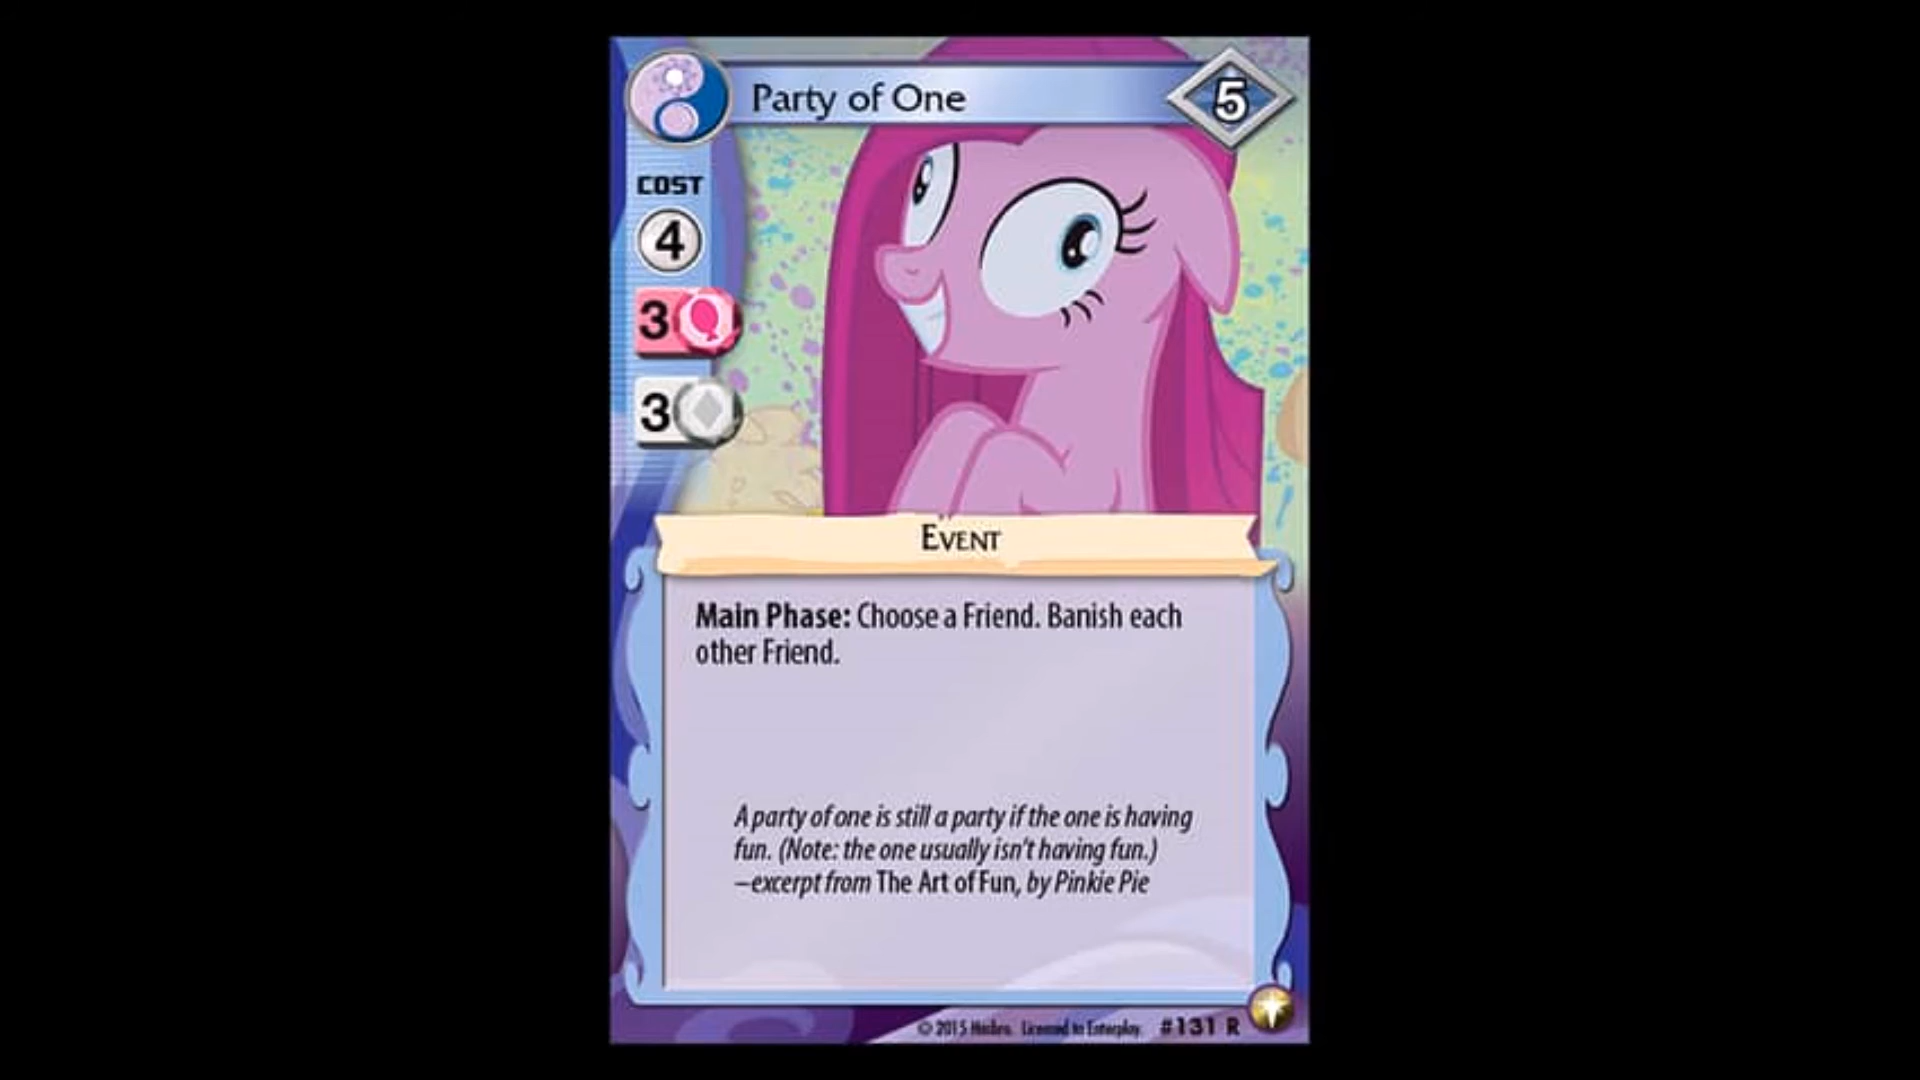 Party of One
5
COST
4
3
3
EVENT
Main Phase: Choose a Friend. Banish each
other Friend.
A party of one is still a party if the one is having
fun. (Note: the one usually isn't having fun.)
–excerpt from The Art of Fun, by Pinkie Pie
© 2015 Hasbro. Licensed to Enterplay. #131 R